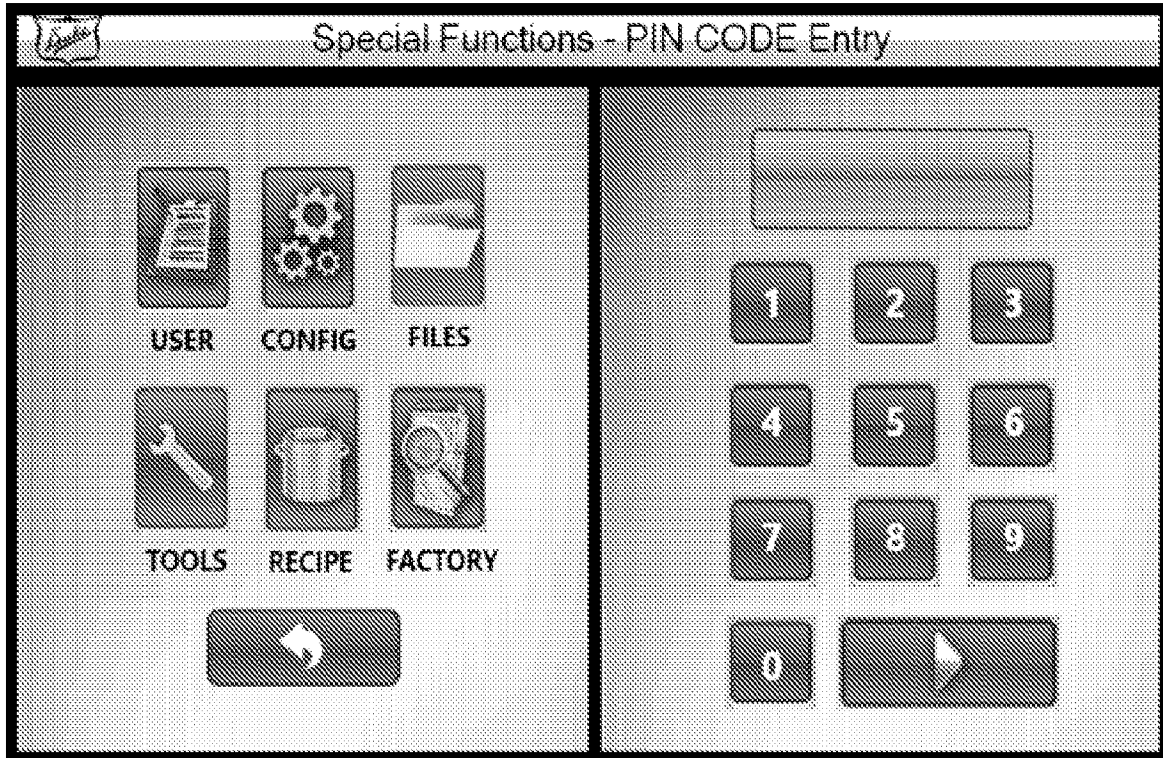 Special Functions - PIN CODE Entry
USER CONFIG FILES
TOOLS RECIPE FACTORY
1 2 3
4 5 6
7 8 9
0